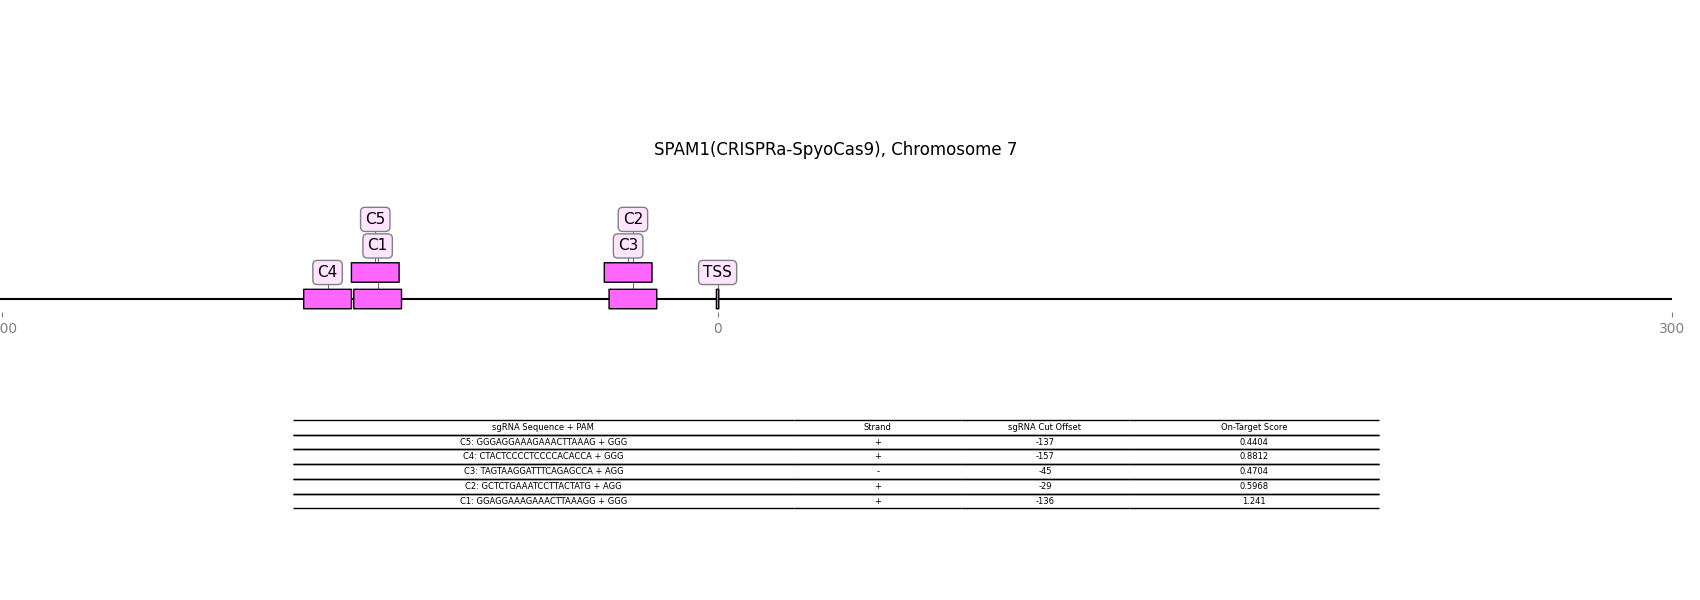 SPAM1(CRISPRa-SpyoCas9), Chromosome 7
C5 C2
C1 C3
C4 TSS
00 0 300
sgRNA Sequence + PAM Strand sgRNA Cut Offset On-Target Score
C5: GGGAGGAAAGAAACTTAAAG + GGG + -137 0.4404
C4: CTACTCCCCTCCCCACACCA + GGG + -157 0.8812
C3: TAGTAAGGATTTCAGAGCCA + AGG - -45 0.4704
C2: GCTCTGAAATCCTTACTATG + AGG + -29 0.5968
C1: GGAGGAAAGAAACTTAAAGG + GGG + -136 1.241